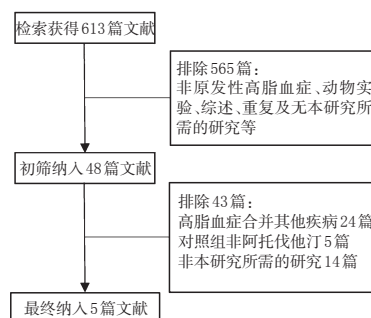 检索获得613篇文献
排除565篇：
非原发性高脂血症、动物实
验、综述、重复及无本研究所
需的研究等
初筛纳入48篇文献
排除43篇：
高脂血症合并其他疾病24篇
对照组非阿托伐他汀5篇
非本研究所需的研究14篇
最终纳入5篇文献